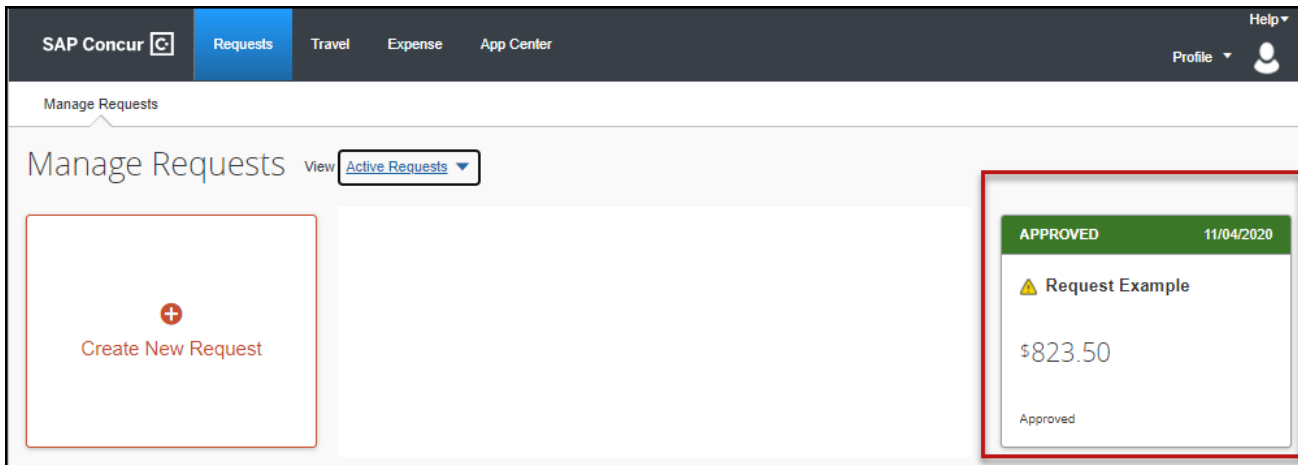 Help
SAP Concur C Requests Travel Expense App Center
Profile
Manage Requests
Manage Requests View Active Requests
APPROVED 11/04/2020
Request Example
Create New Request
$823.50
Approved